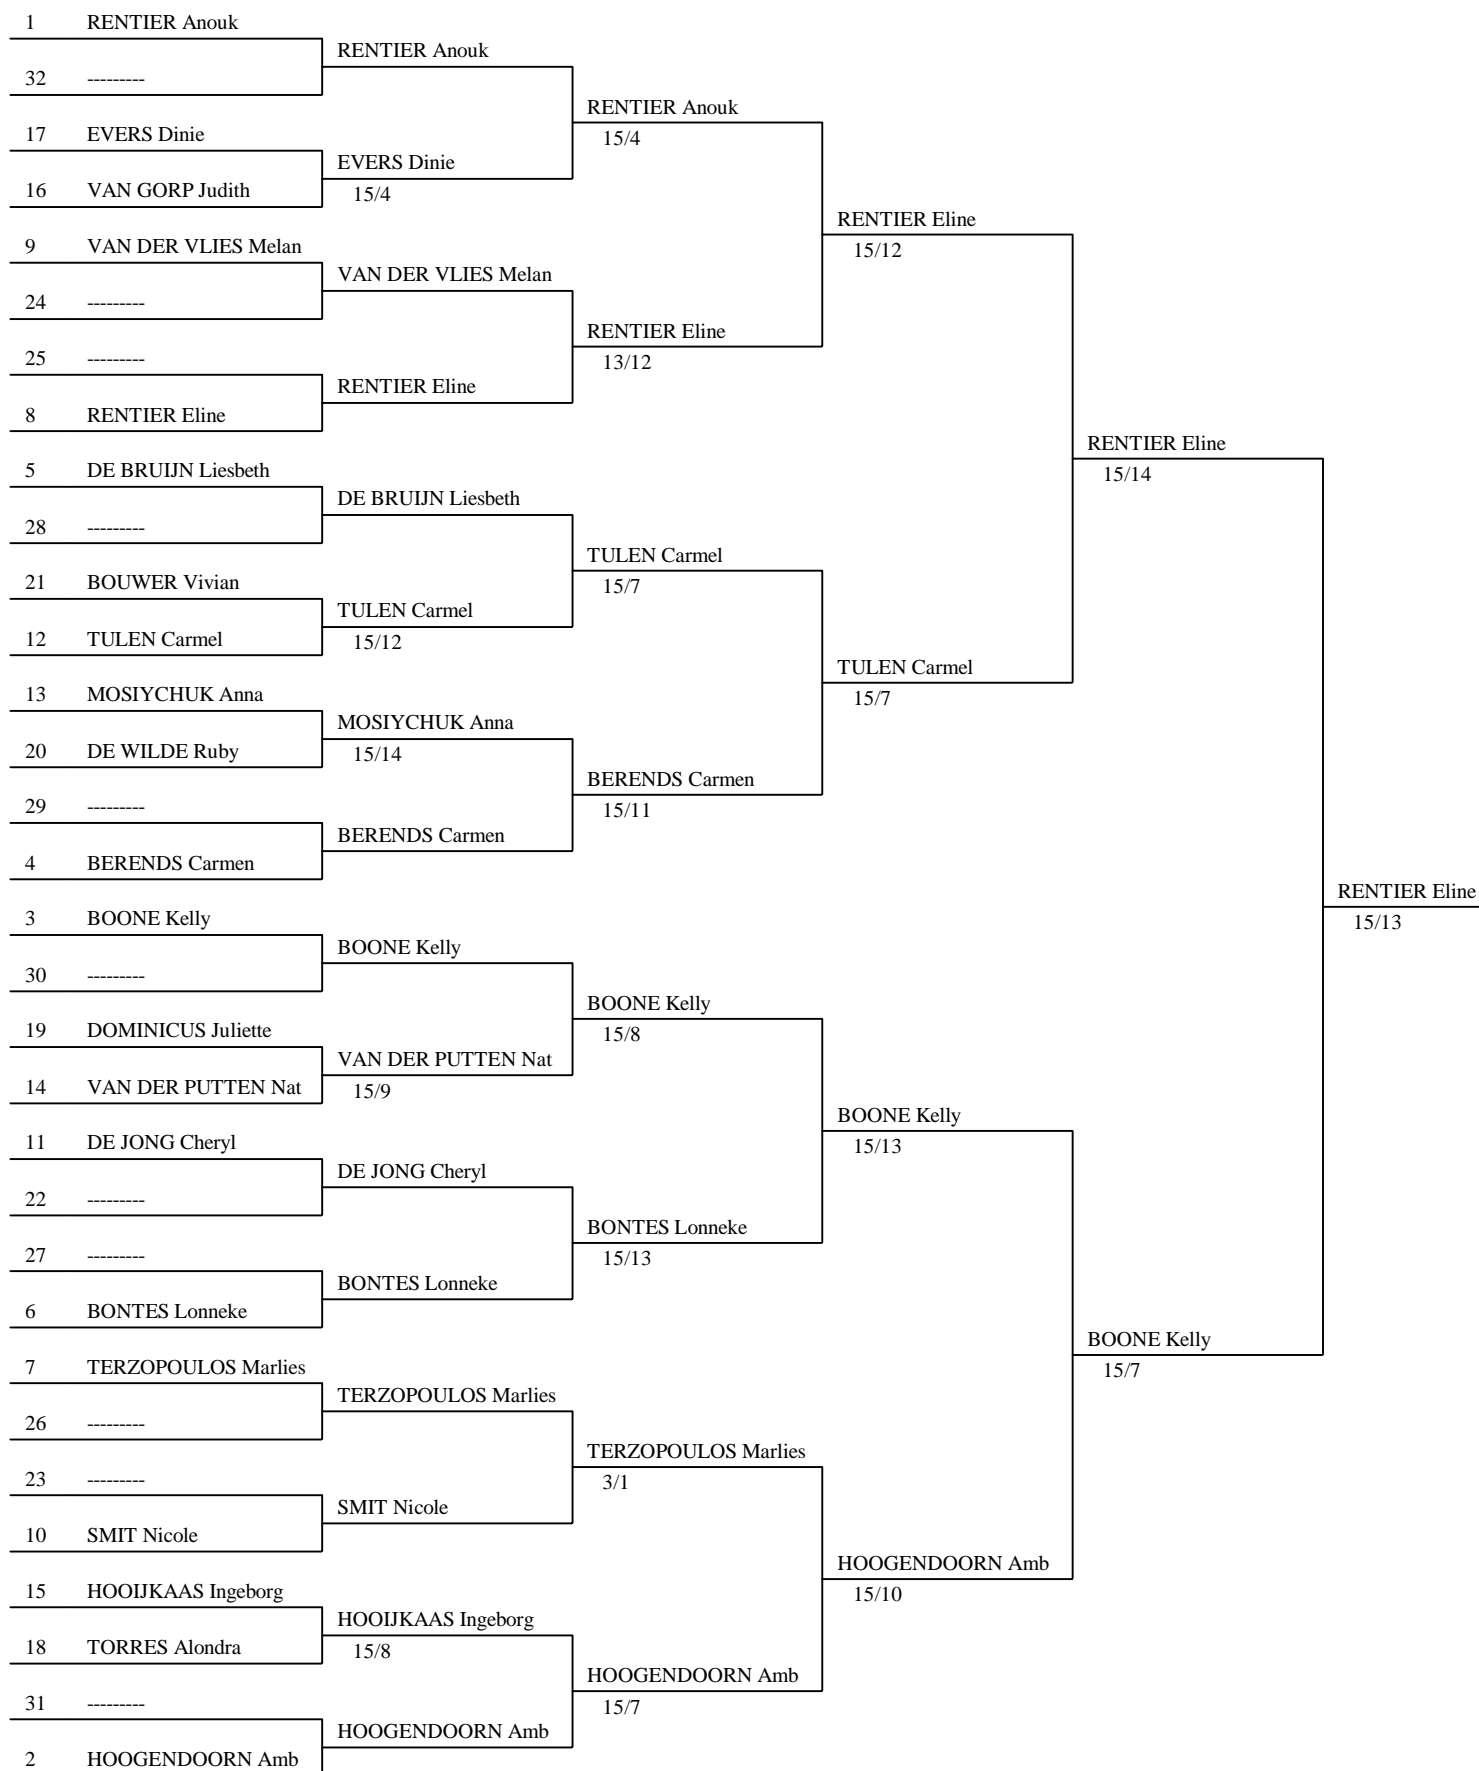 1 RENTIER Anouk
RENTIER Anouk
32 ---------
RENTIER Anouk
15/4
17 EVERS Dinie
EVERS Dinie
15/4
16 VAN GORP Judith
RENTIER Eline
15/12
9 VAN DER VLIES Melan
VAN DER VLIES Melan
24 ---------
RENTIER Eline
13/12
25 ---------
RENTIER Eline
8 RENTIER Eline
RENTIER Eline
15/14
5 DE BRUIJN Liesbeth
DE BRUIJN Liesbeth
28 ---------
TULEN Carmel
15/7
21 BOUWER Vivian
TULEN Carmel
15/12
12 TULEN Carmel
TULEN Carmel
15/7
13 MOSIYCHUK Anna
MOSIYCHUK Anna
15/14
20 DE WILDE Ruby
BERENDS Carmen
15/11
29 ---------
BERENDS Carmen
4 BERENDS Carmen
RENTIER Eline
15/13
3 BOONE Kelly
BOONE Kelly
30 ---------
BOONE Kelly
15/8
19 DOMINICUS Juliette
VAN DER PUTTEN Nat
15/9
14 VAN DER PUTTEN Nat
BOONE Kelly
15/13
11 DE JONG Cheryl
DE JONG Cheryl
22 ---------
BONTES Lonneke
15/13
27 ---------
BONTES Lonneke
6 BONTES Lonneke
BOONE Kelly
15/7
7 TERZOPOULOS Marlies
TERZOPOULOS Marlies
26 ---------
TERZOPOULOS Marlies
3/1
23 ---------
SMIT Nicole
10 SMIT Nicole
HOOGENDOORN Amb
15/10
15 HOOIJKAAS Ingeborg
HOOIJKAAS Ingeborg
15/8
18 TORRES Alondra
HOOGENDOORN Amb
15/7
31 ---------
HOOGENDOORN Amb
2 HOOGENDOORN Amb